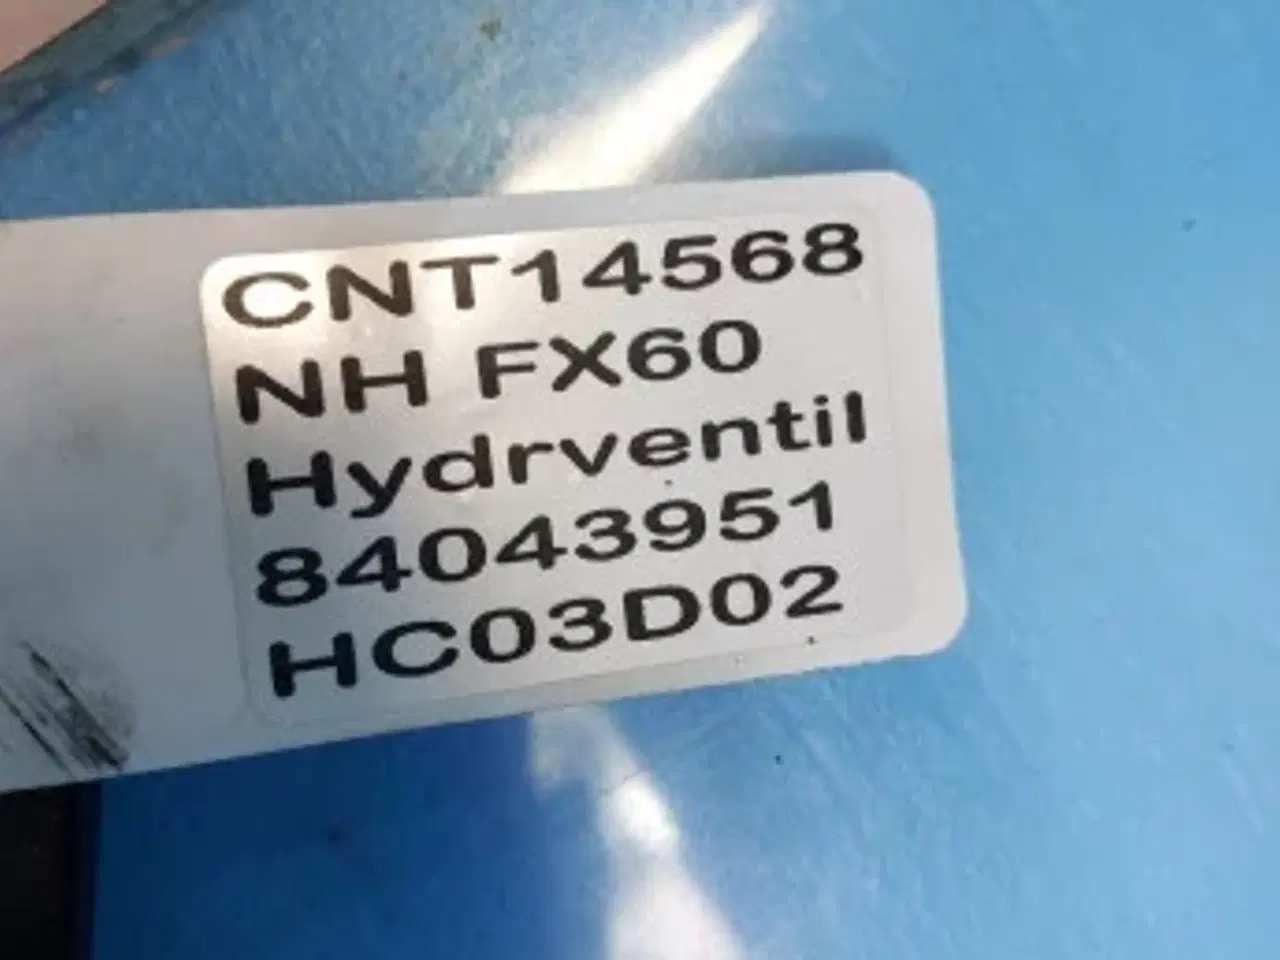 CNT14568
NH FX60
Hydrventil
84043951
HC03D02